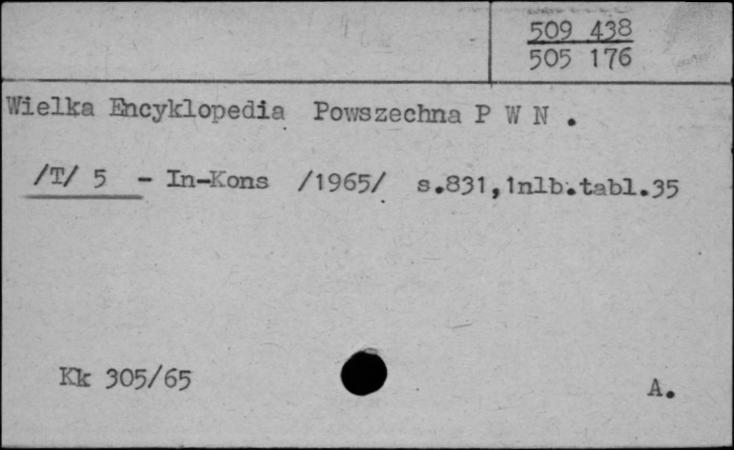 509 438
505 176
Wielka Encyklopedia Powszechna P W N .
/T/ 5 - In-Kons /1965/ s.831,1nlb.tabl.35
Kk 305/65
A.